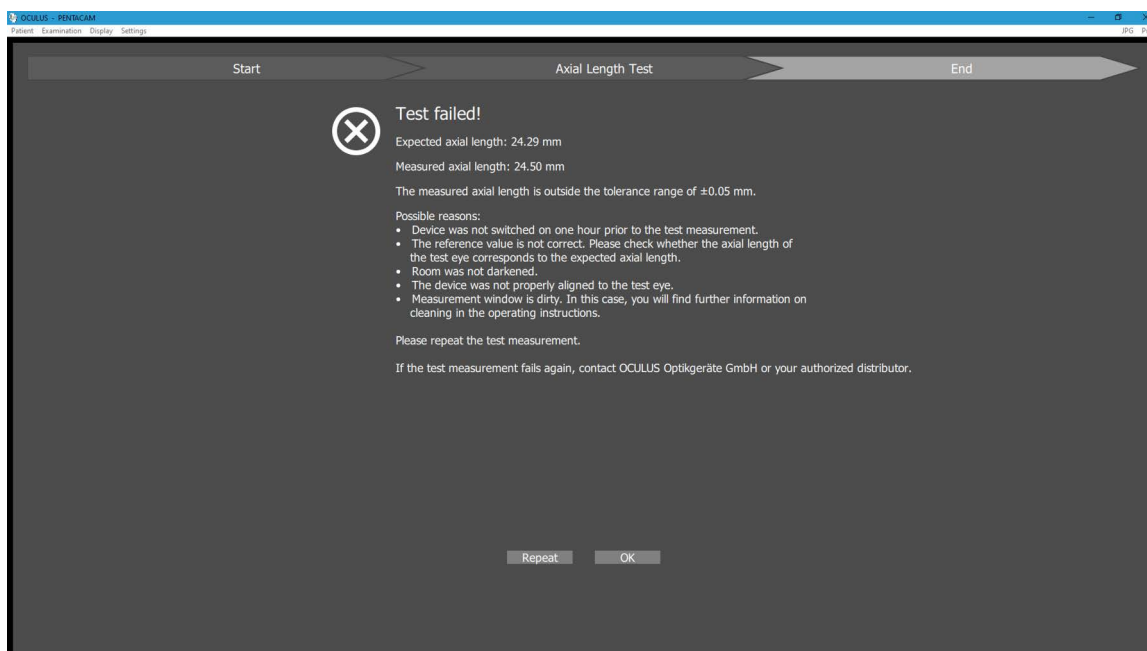 OCULUS - PENTACAM
Patient Examination Display Settings JPG
Start Axial Length Test End
Test failed!
Expected axial length: 24.29 mm
Measured axial length: 24.50 mm
The measured axial length is outside the tolerance range of ±0.05 mm.
Possible reasons:
• Device was not switched on one hour prior to the test measurement.
• The reference value is not correct. Please check whether the axial length of
the test eye corresponds to the expected axial length.
• Room was not darkened.
• The device was not properly aligned to the test eye.
• Measurement window is dirty. In this case, you will find further information on
cleaning in the operating instructions.
Please repeat the test measurement.
If the test measurement fails again, contact OCULUS Optikgeräte GmbH or your authorized distributor.
Repeat OK